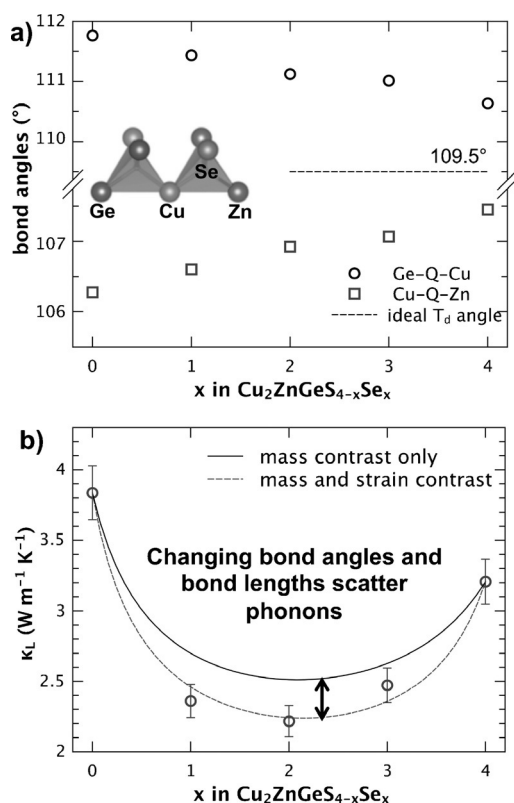 a)
112
111
110
107
106
bond angles (°)
109.5°
Ge Cu Se Zn
Ge–Q–Cu
Cu–Q–Zn
ideal T_d angle
0 1 2 3 4
x in Cu₂ZnGeS₄₋ₓSeₓ
b)
4
3.5
3
2.5
2
κ_L (W m⁻¹ K⁻¹)
mass contrast only
mass and strain contrast
Changing bond angles and
bond lengths scatter
phonons
0 1 2 3 4
x in Cu₂ZnGeS₄₋ₓSeₓ